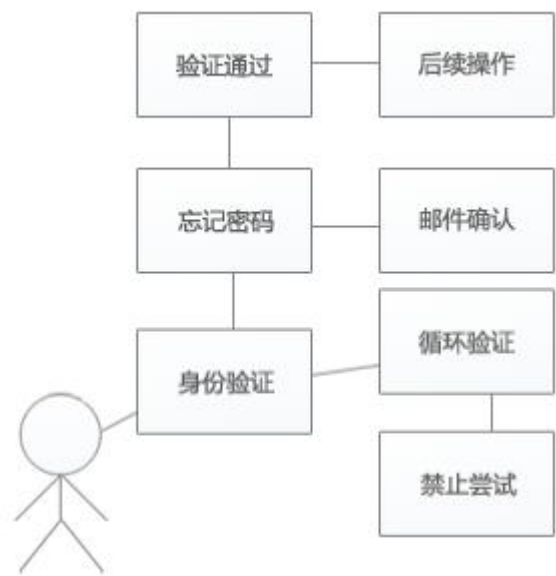 验证通过
后续操作
忘记密码
邮件确认
循环验证
身份验证
禁止尝试